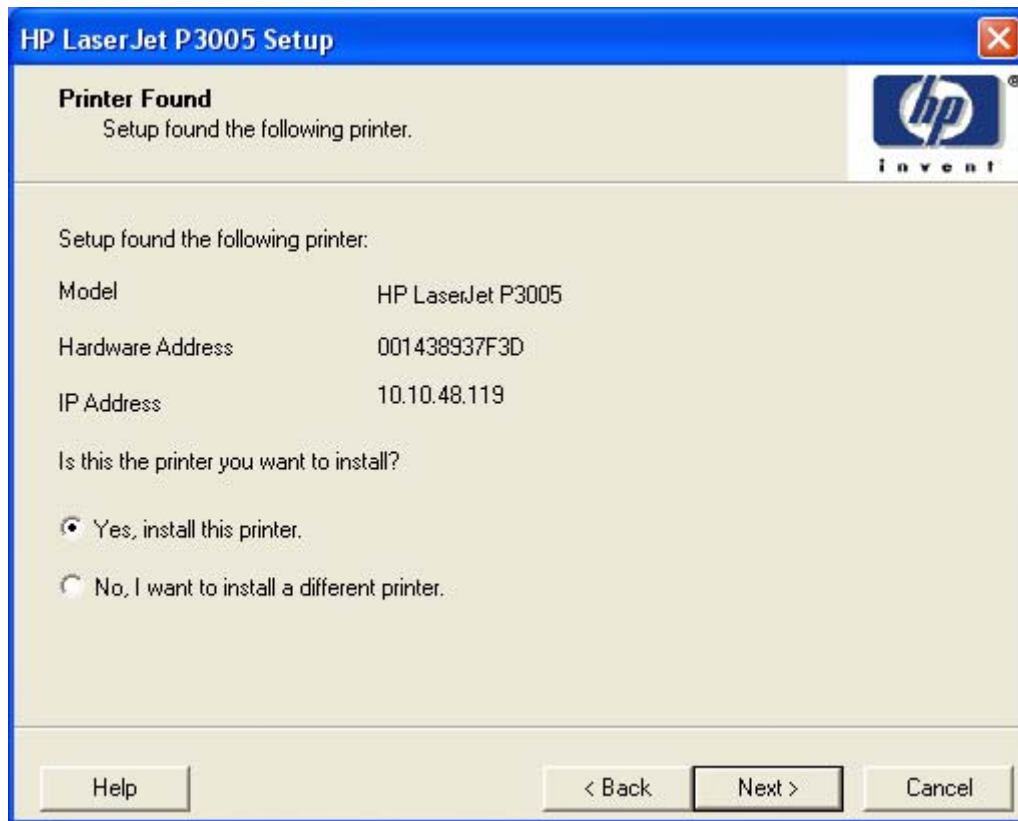 HP LaserJet P3005 Setup
Printer Found
Setup found the following printer.
hp
®
invent
Setup found the following printer:
Model HP LaserJet P3005
Hardware Address 001438937F3D
IP Address 10.10.48.119
Is this the printer you want to install?
Yes, install this printer.
No, I want to install a different printer.
Help < Back Next > Cancel